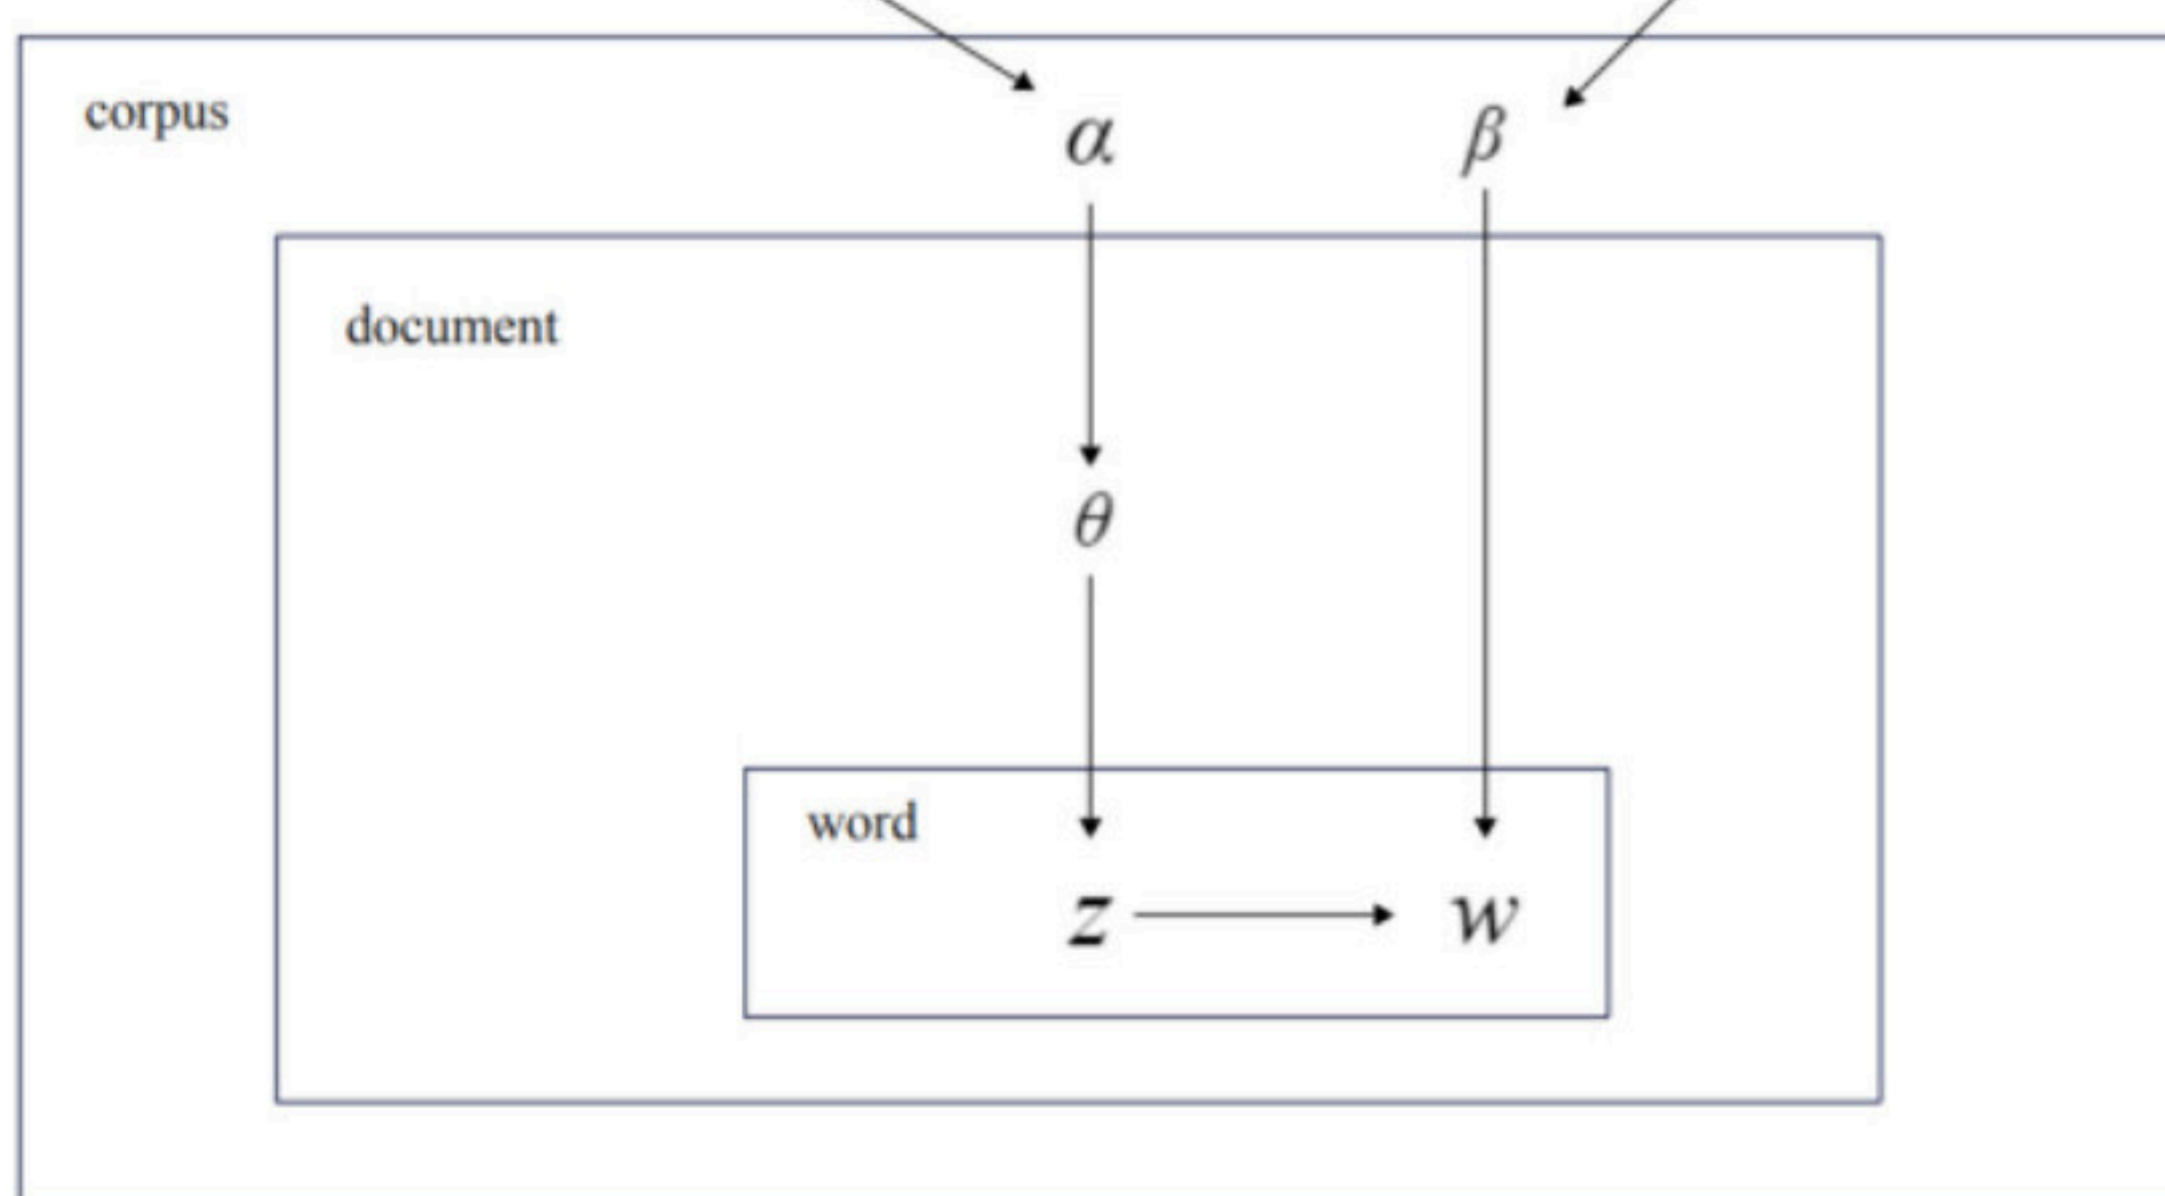 corpus
α β
document
θ
word
z w